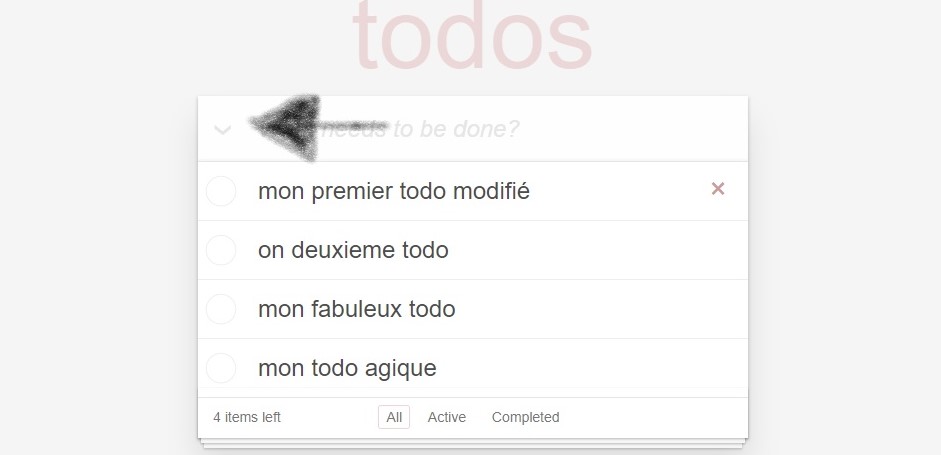 todos
needs to be done?
mon premier todo modifié
on deuxieme todo
mon fabuleux todo
mon todo agique
4 items left All Active Completed